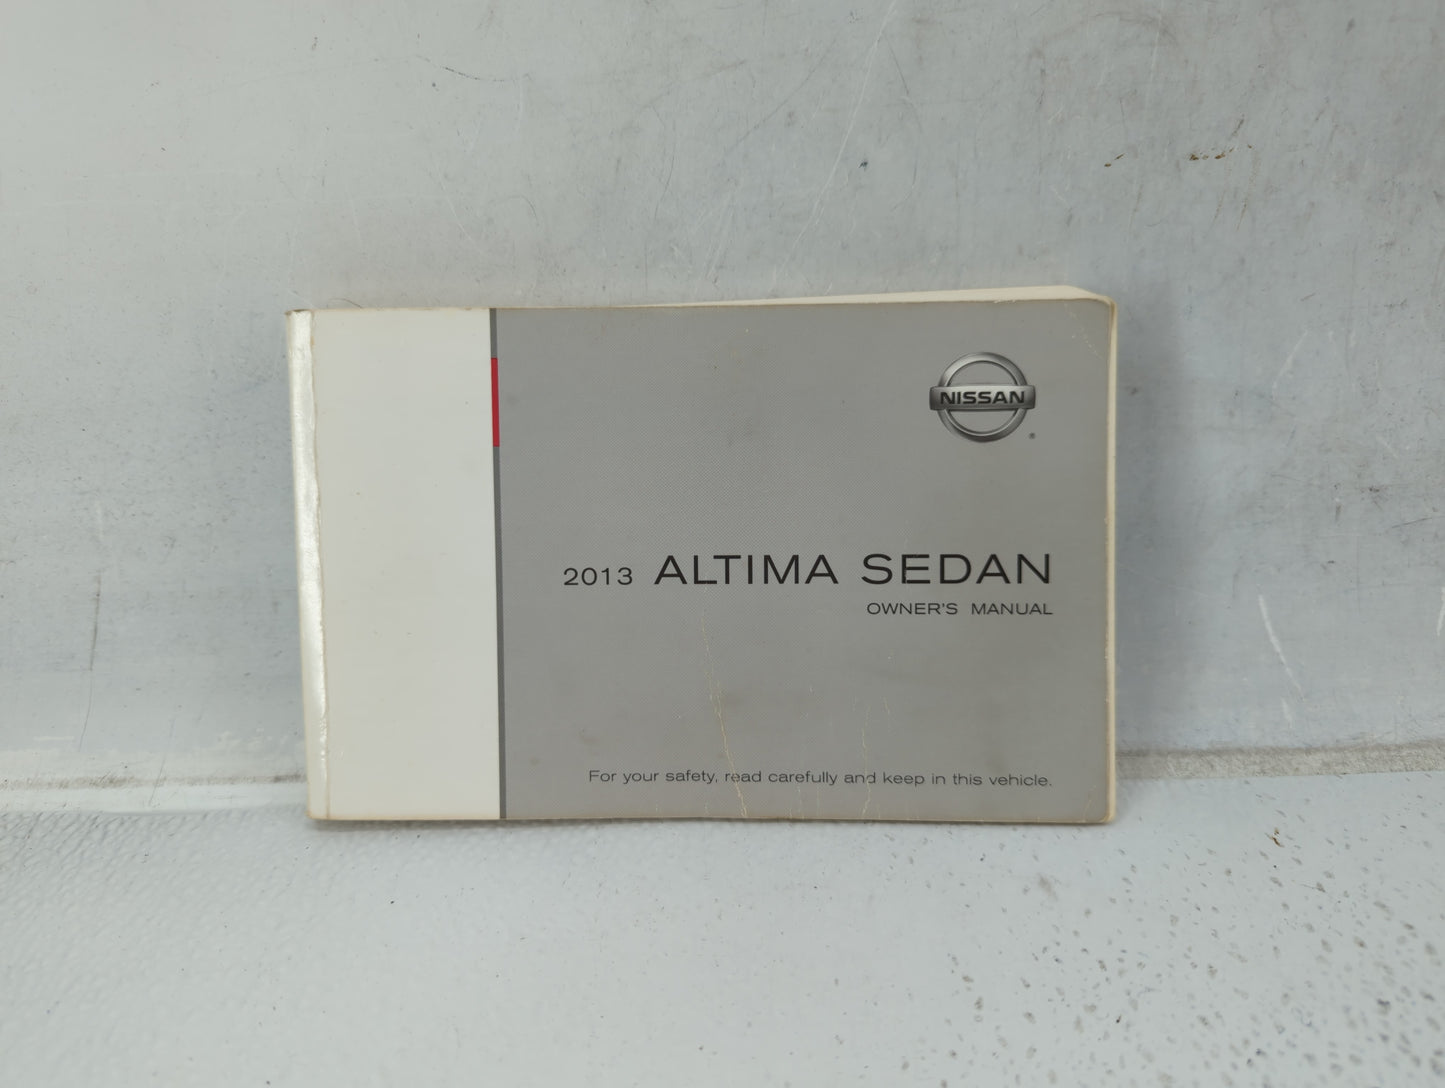 NISSAN
®
2013 ALTIMA SEDAN
OWNER'S MANUAL
For your safety, read carefully and keep in this vehicle.